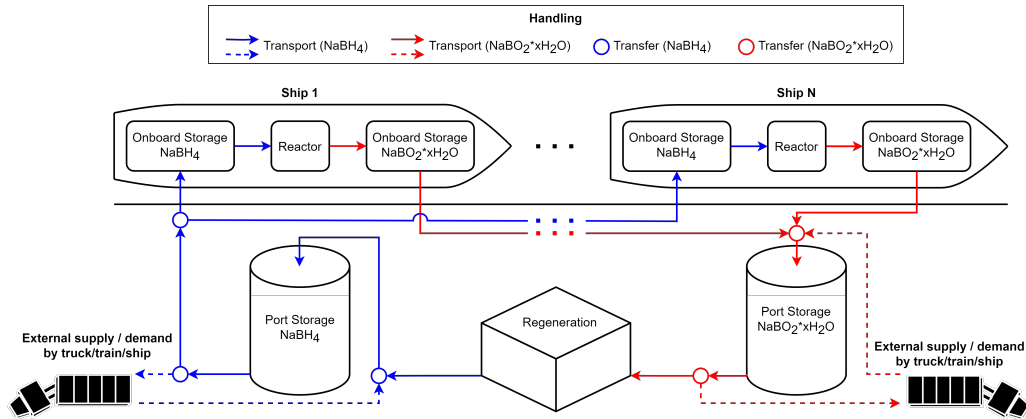 Handling
Transport (NaBH4)
Transport (NaBO2*xH2O)
Transfer (NaBH4)
Transfer (NaBO2*xH2O)
Ship 1
Ship N
Onboard Storage
NaBH4
Reactor
Onboard Storage
NaBO2*xH2O
Onboard Storage
NaBH4
Reactor
Onboard Storage
NaBO2*xH2O
Port Storage
NaBH4
Regeneration
Port Storage
NaBO2*xH2O
External supply / demand
by truck/train/ship
External supply / demand
by truck/train/ship